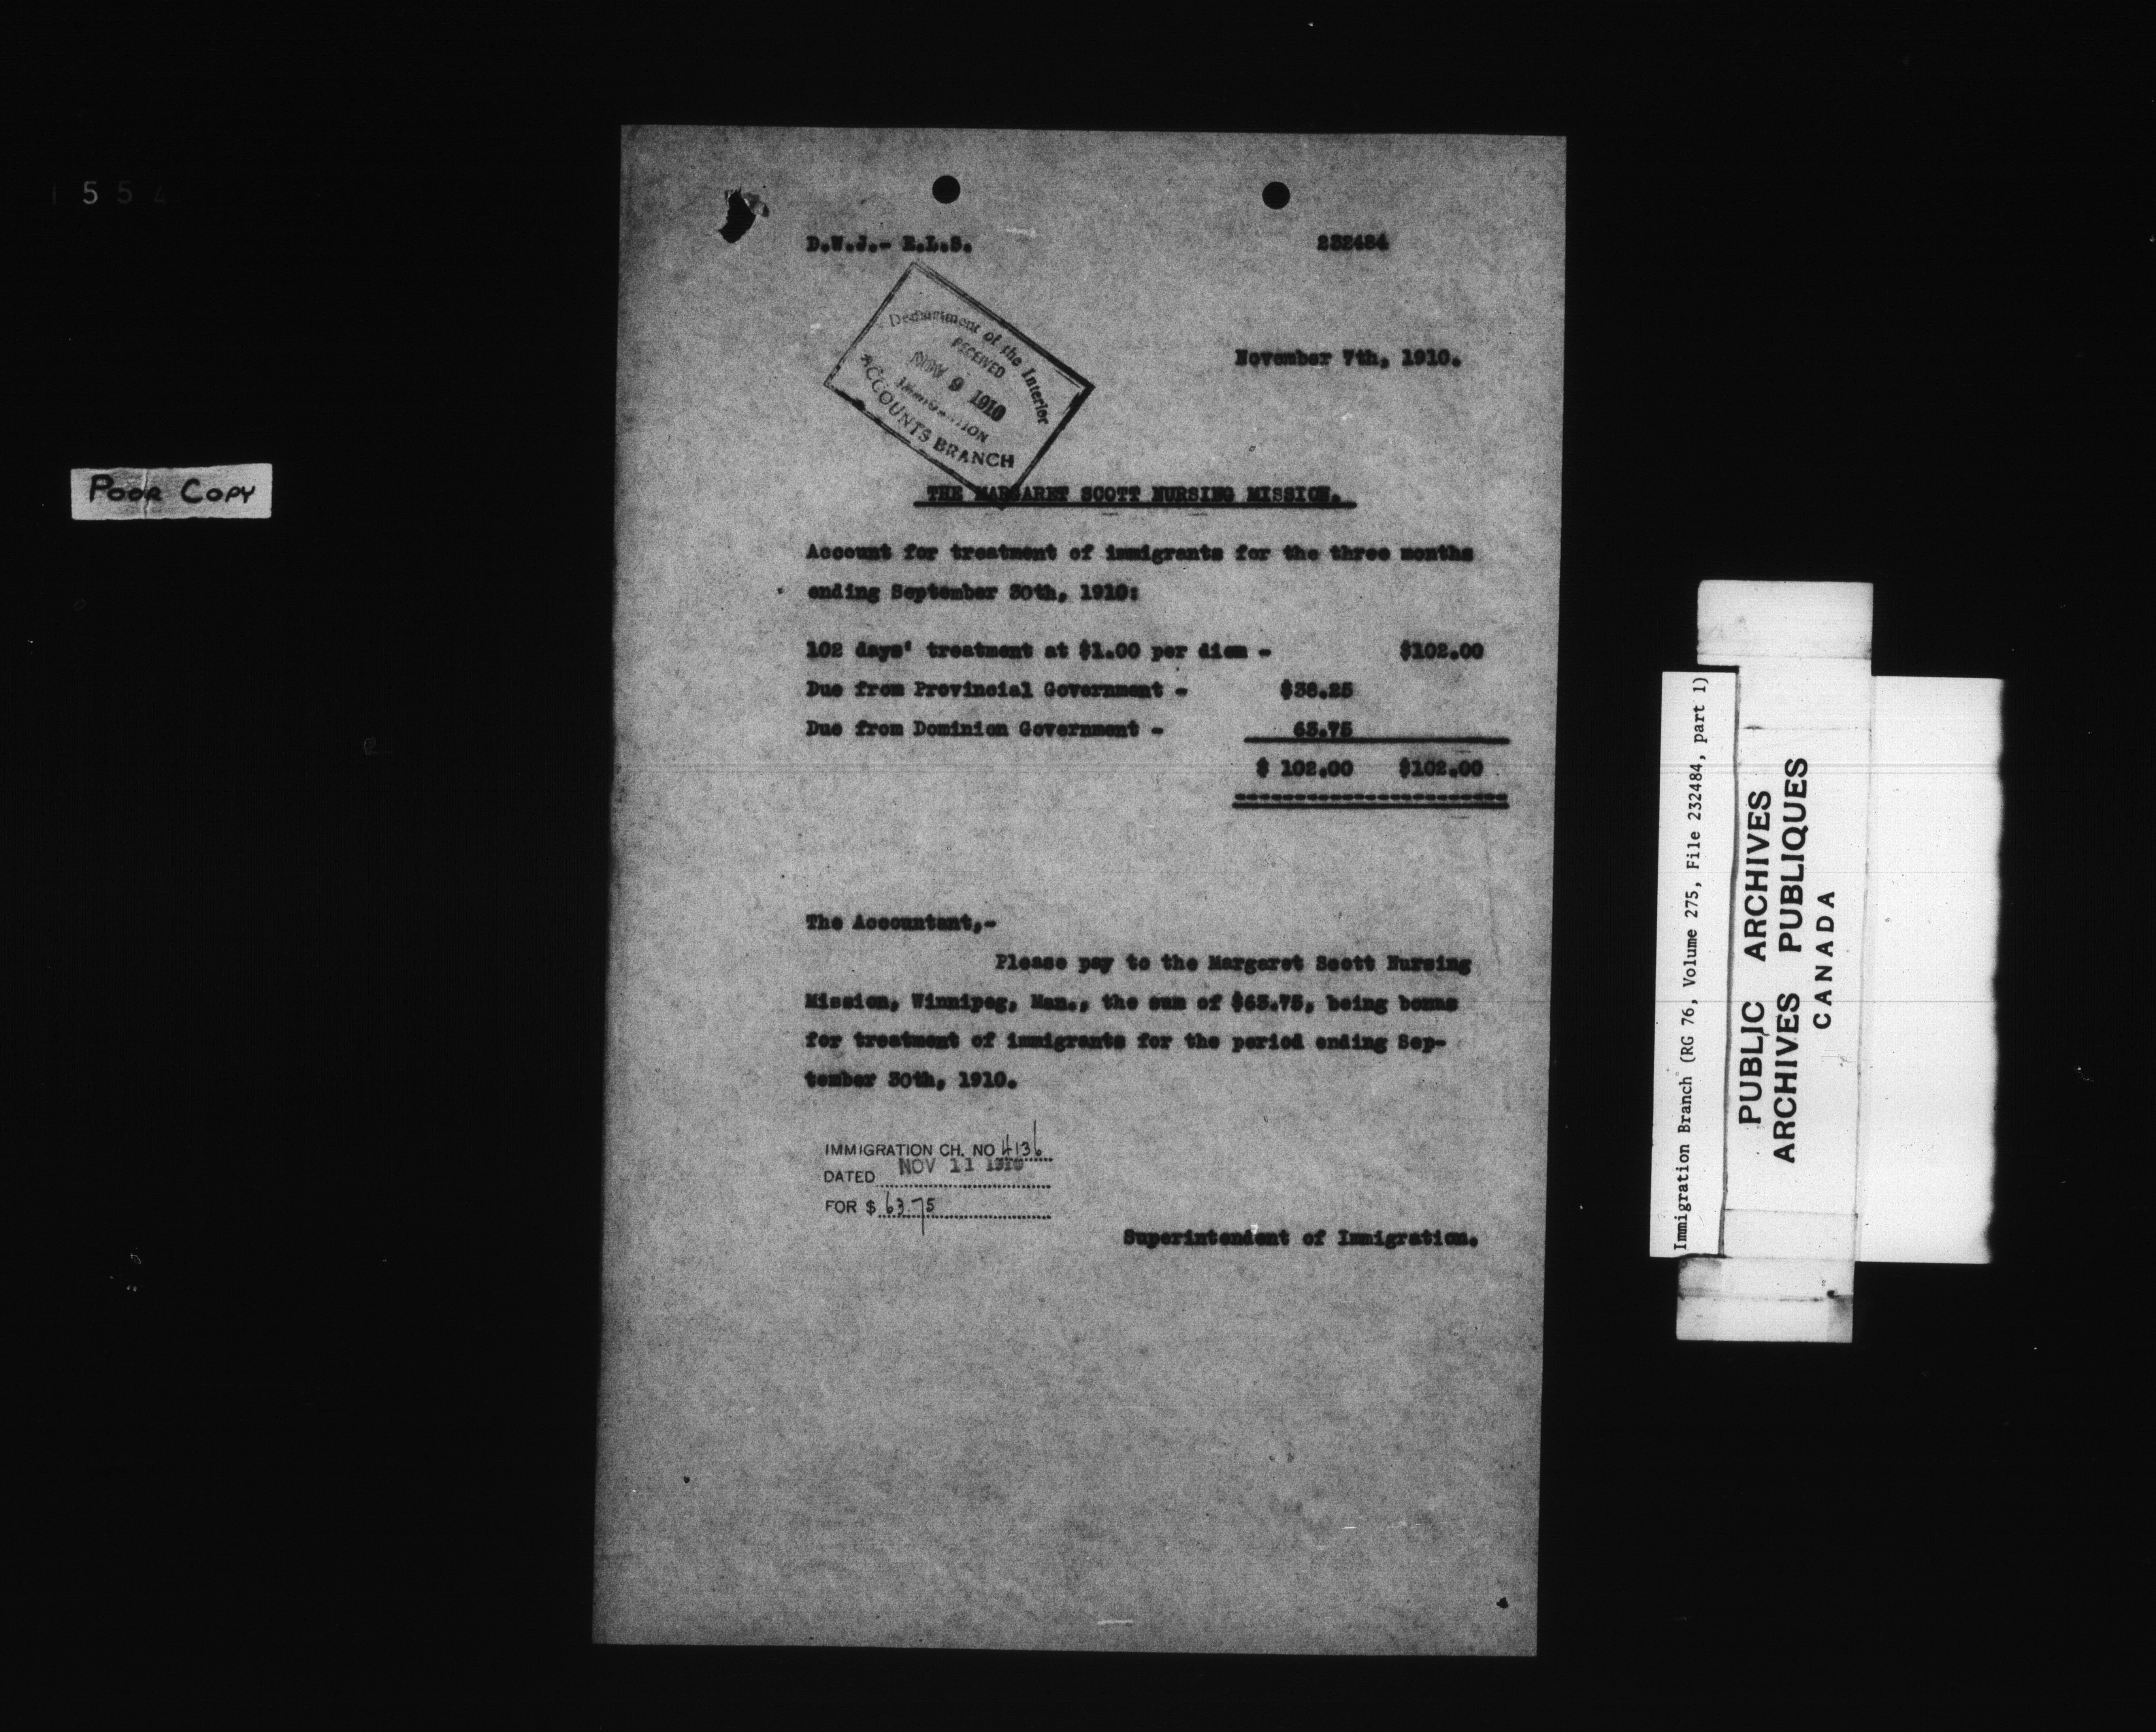 1554
D.W.J.- E.L.S.
232484
Department of the Interior
RECEIVED
NOV 9 1910
IMMIGRATION
ACCOUNTS BRANCH
November 7th, 1910.
POOR COPY
THE MARGARET SCOTT NURSING MISSION.
Account for treatment of immigrants for the three months
ending September 30th, 1910:
102 days' treatment at $1.00 per diem - $102.00
Due from Provincial Government - $38.25
Due from Dominion Government - 63.75
$ 102.00 $102.00
The Accountant,-
Please pay to the Margaret Scott Nursing
Mission, Winnipeg, Man., the sum of $63.75, being bonus
for treatment of immigrants for the period ending Sep-
tember 30th, 1910.
IMMIGRATION CH. NO 4136
DATED NOV 11 1910
FOR $ 63.75
Superintendent of Immigration.
Immigration Branch (RG 76, Volume 275, File 232484, part 1)
PUBLIC ARCHIVES
ARCHIVES PUBLIQUES
CANADA